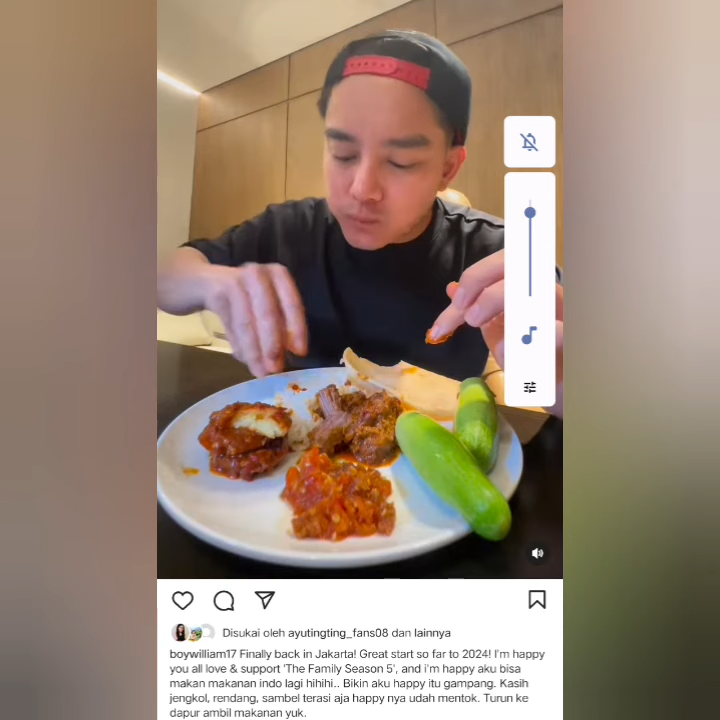 Disukai oleh ayutingting_fans08 dan lainnya
boywilliam17 Finally back in Jakarta! Great start so far to 2024! I'm happy
you all love & support 'The Family Season 5', and i'm happy aku bisa
makan makanan indo lagi hihihi.. Bikin aku happy itu gampang. Kasih
jengkol, rendang, sambel terasi aja happy nya udah mentok. Turun ke
dapur ambil makanan yuk.